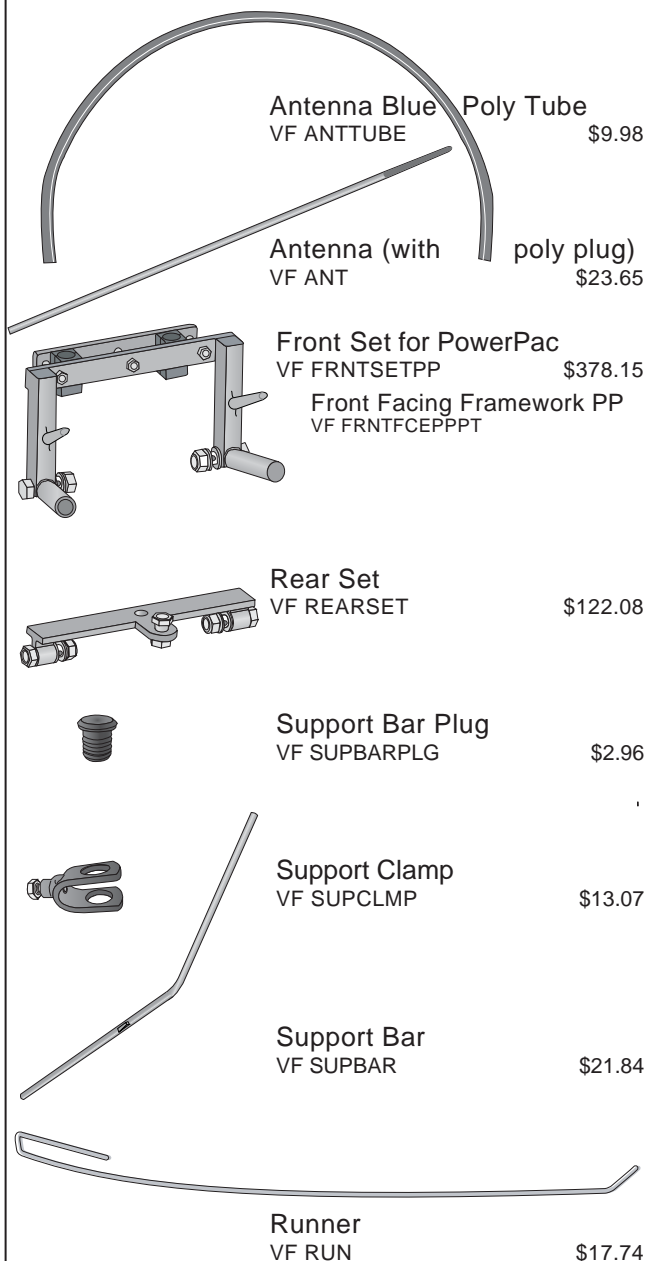 Antenna Blue Poly Tube
VF ANTTUBE $9.98
Antenna (with poly plug)
VF ANT $23.65
Front Set for PowerPac
VF FRNTSETPP $378.15
Front Facing Framework PP
VF FRNTFCEPPPT
Rear Set
VF REARSET $122.08
Support Bar Plug
VF SUPBARPLG $2.96
Support Clamp
VF SUPCLMP $13.07
Support Bar
VF SUPBAR $21.84
Runner
VF RUN $17.74